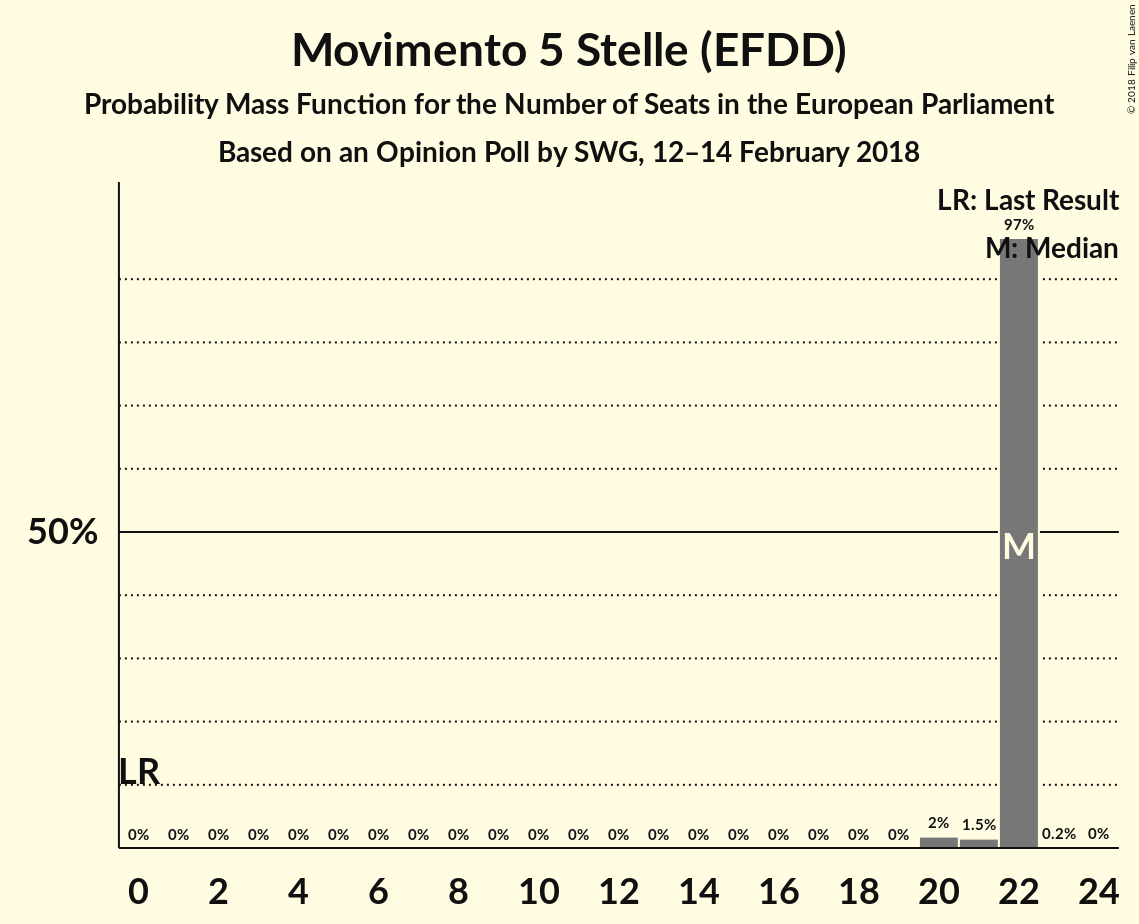 Movimento 5 Stelle (EFDD)
Probability Mass Function for the Number of Seats in the European Parliament
Based on an Opinion Poll by SWG, 12–14 February 2018
© 2018 Filip van Laenen
LR: Last Result
97%
M: Median
50%
M
LR
0% 0% 0% 0% 0% 0% 0% 0% 0% 0% 0% 0% 0% 0% 0% 0% 0% 0% 0% 0% 2% 1.5% 0.2% 0%
0 2 4 6 8 10 12 14 16 18 20 22 24